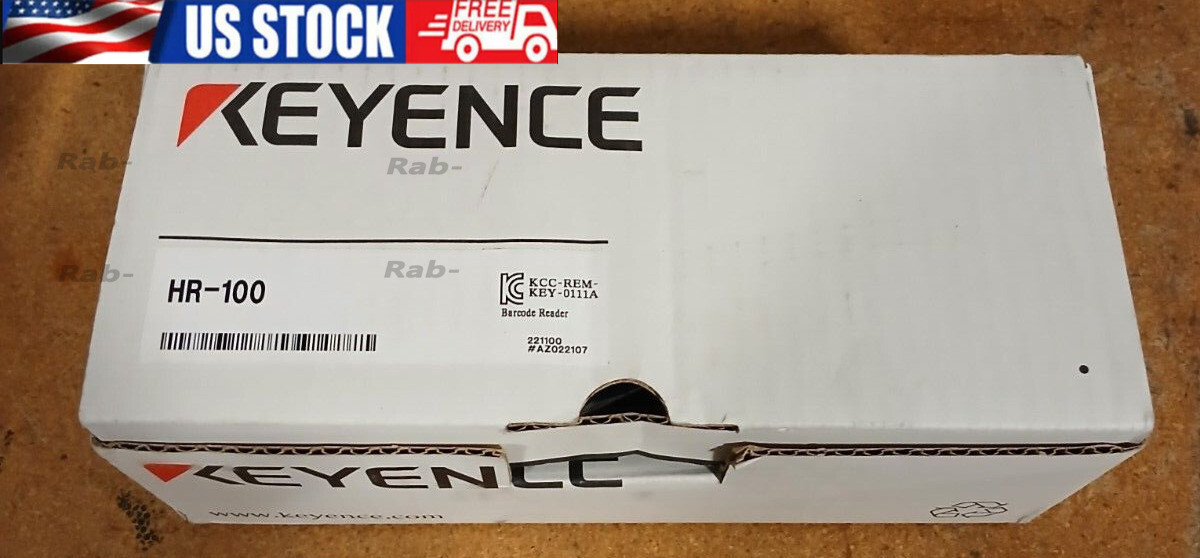 US STOCK
FREE
DELIVERY
KEYENCE
Rab-
Rab-
Rab-
Rab-
HR-100
KCC-REM-
KEY-0111A
Barcode Reader
221100
#AZ022107
KEYENCE
www.keyence.com